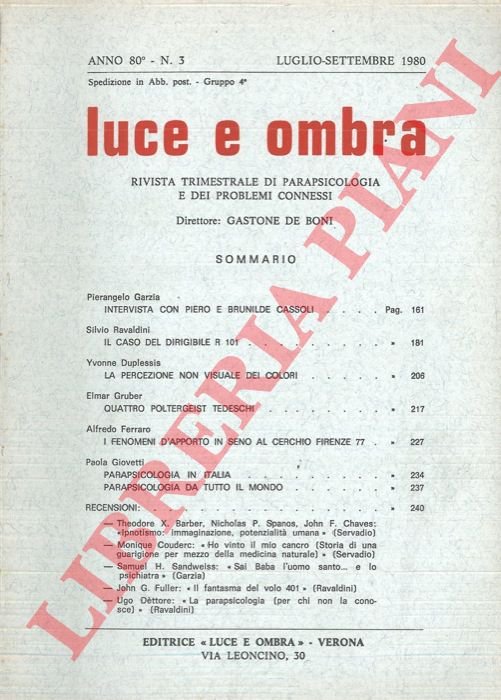 ANNO 80° - N. 3 LUGLIO-SETTEMBRE 1980
Spedizione in Abb. post. - Gruppo 4°
luce e ombra
RIVISTA TRIMESTRALE DI PARAPSICOLOGIA
E DEI PROBLEMI CONNESSI
Direttore: GASTONE DE BONI
SOMMARIO
Pierangelo Garzia
INTERVISTA CON PIERO E BRUNILDE CASSOLI . . . . Pag. 161
Silvio Ravaldini
IL CASO DEL DIRIGIBILE R 101 . . . . . . . . . » 181
Yvonne Duplessis
LA PERCEZIONE NON VISUALE DEI COLORI . . . . . . » 206
Elmar Gruber
QUATTRO POLTERGEIST TEDESCHI . . . . . . . . » 217
Alfredo Ferraro
I FENOMENI D'APPORTO IN SENO AL CERCHIO FIRENZE 77 . » 227
Paola Giovetti
PARAPSICOLOGIA IN ITALIA . . . . . . . . . . » 234
PARAPSICOLOGIA DA TUTTO IL MONDO . . . . . . . » 237
RECENSIONI: . . . . . . . . . . . . . . » 240
— Theodore X. Barber, Nicholas P. Spanos, John F. Chaves:
«Ipnotismo: immaginazione, potenzialità umana» (Servadio)
— Monique Couderc: «Ho vinto il mio cancro (Storia di una
guarigione per mezzo della medicina naturale)» (Servadio)
— Samuel H. Sandweiss: «Sai Baba l'uomo santo... e lo
psichiatra» (Garzia)
— John G. Fuller: «Il fantasma del volo 401» (Ravaldini)
— Ugo Dèttore: «La parapsicologia (per chi non la cono-
sce)» (Ravaldini)
EDITRICE «LUCE E OMBRA» - VERONA
VIA LEONCINO, 30
LIBRERIA PIANI